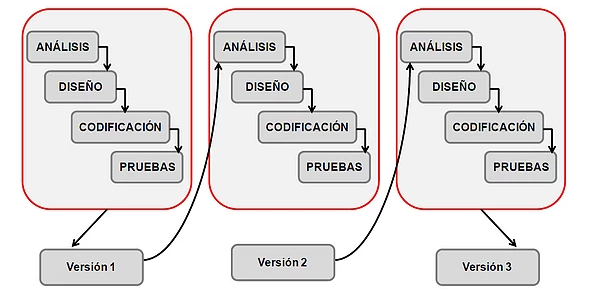 ANÁLISIS
DISEÑO
CODIFICACIÓN
PRUEBAS
Versión 1
ANÁLISIS
DISEÑO
CODIFICACIÓN
PRUEBAS
Versión 2
ANÁLISIS
DISEÑO
CODIFICACIÓN
PRUEBAS
Versión 3